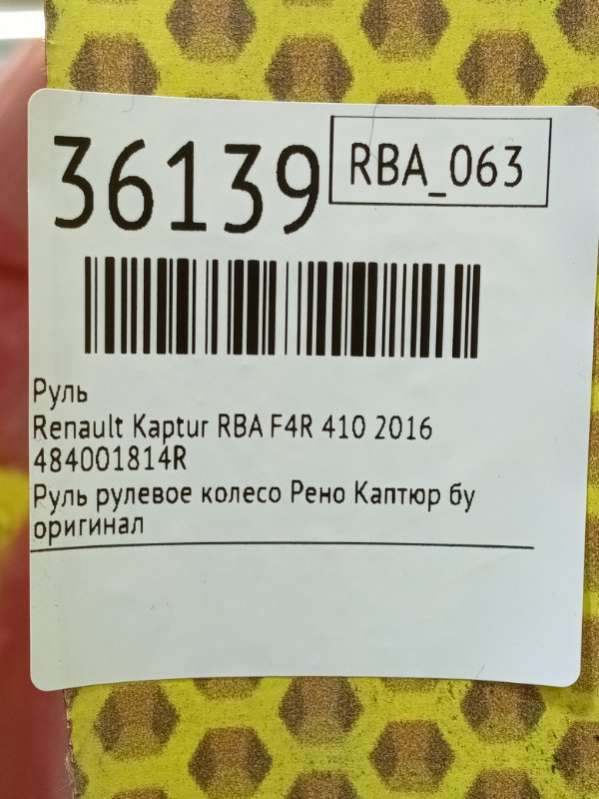 36139
RBA_063
Руль
Renault Kaptur RBA F4R 410 2016
484001814R
Руль рулевое колесо Рено Каптюр бу
оригинал